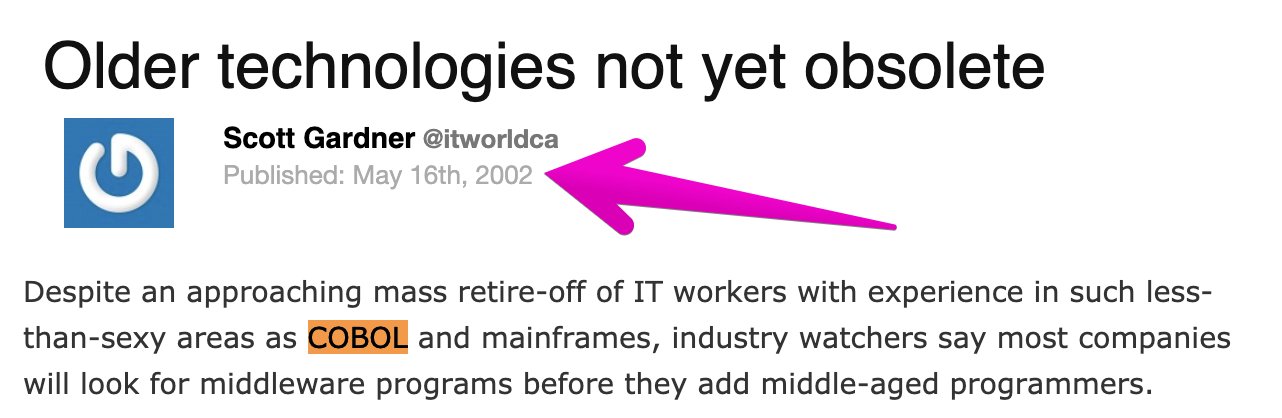 Older technologies not yet obsolete
Scott Gardner @itworldca
Published: May 16th, 2002
Despite an approaching mass retire-off of IT workers with experience in such less-
than-sexy areas as COBOL and mainframes, industry watchers say most companies
will look for middleware programs before they add middle-aged programmers.